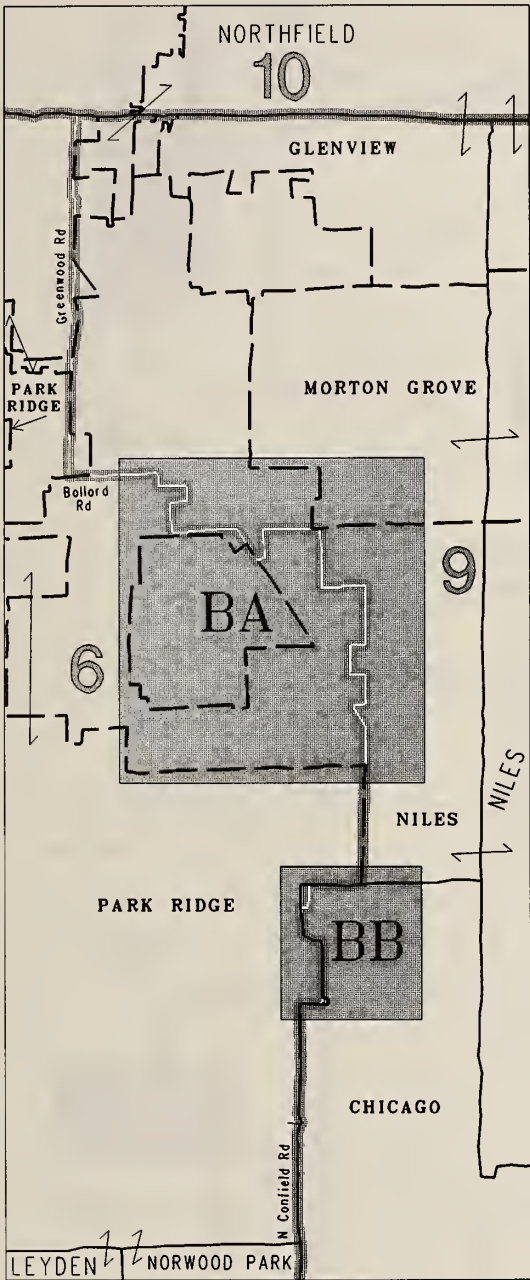 NORTHFIELD
10
GLENVIEW
Greenwood Rd
PARK
RIDGE
MORTON GROVE
Bollord
Rd
9
BA
6
NILES
NILES
PARK RIDGE
BB
CHICAGO
N Confield Rd
LEYDEN
NORWOOD PARK